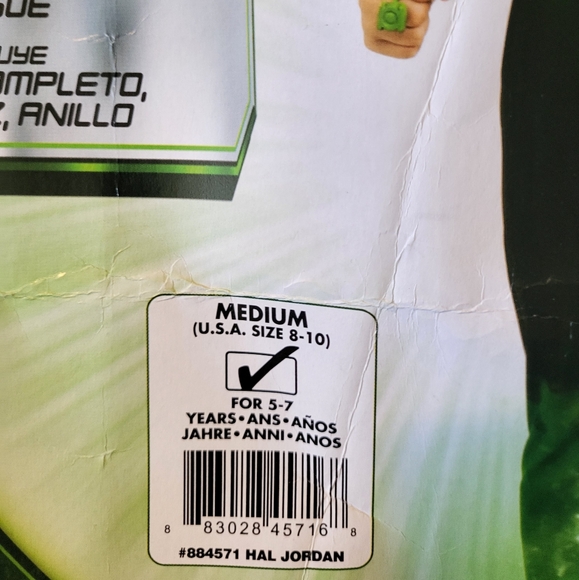 UYE
OMPLETO,
Z, ANILLO
MEDIUM
(U.S.A. SIZE 8-10)
FOR 5-7
YEARS•ANS•AÑOS
JAHRE•ANNI•ANOS
8 83028 45716 8
#884571 HAL JORDAN